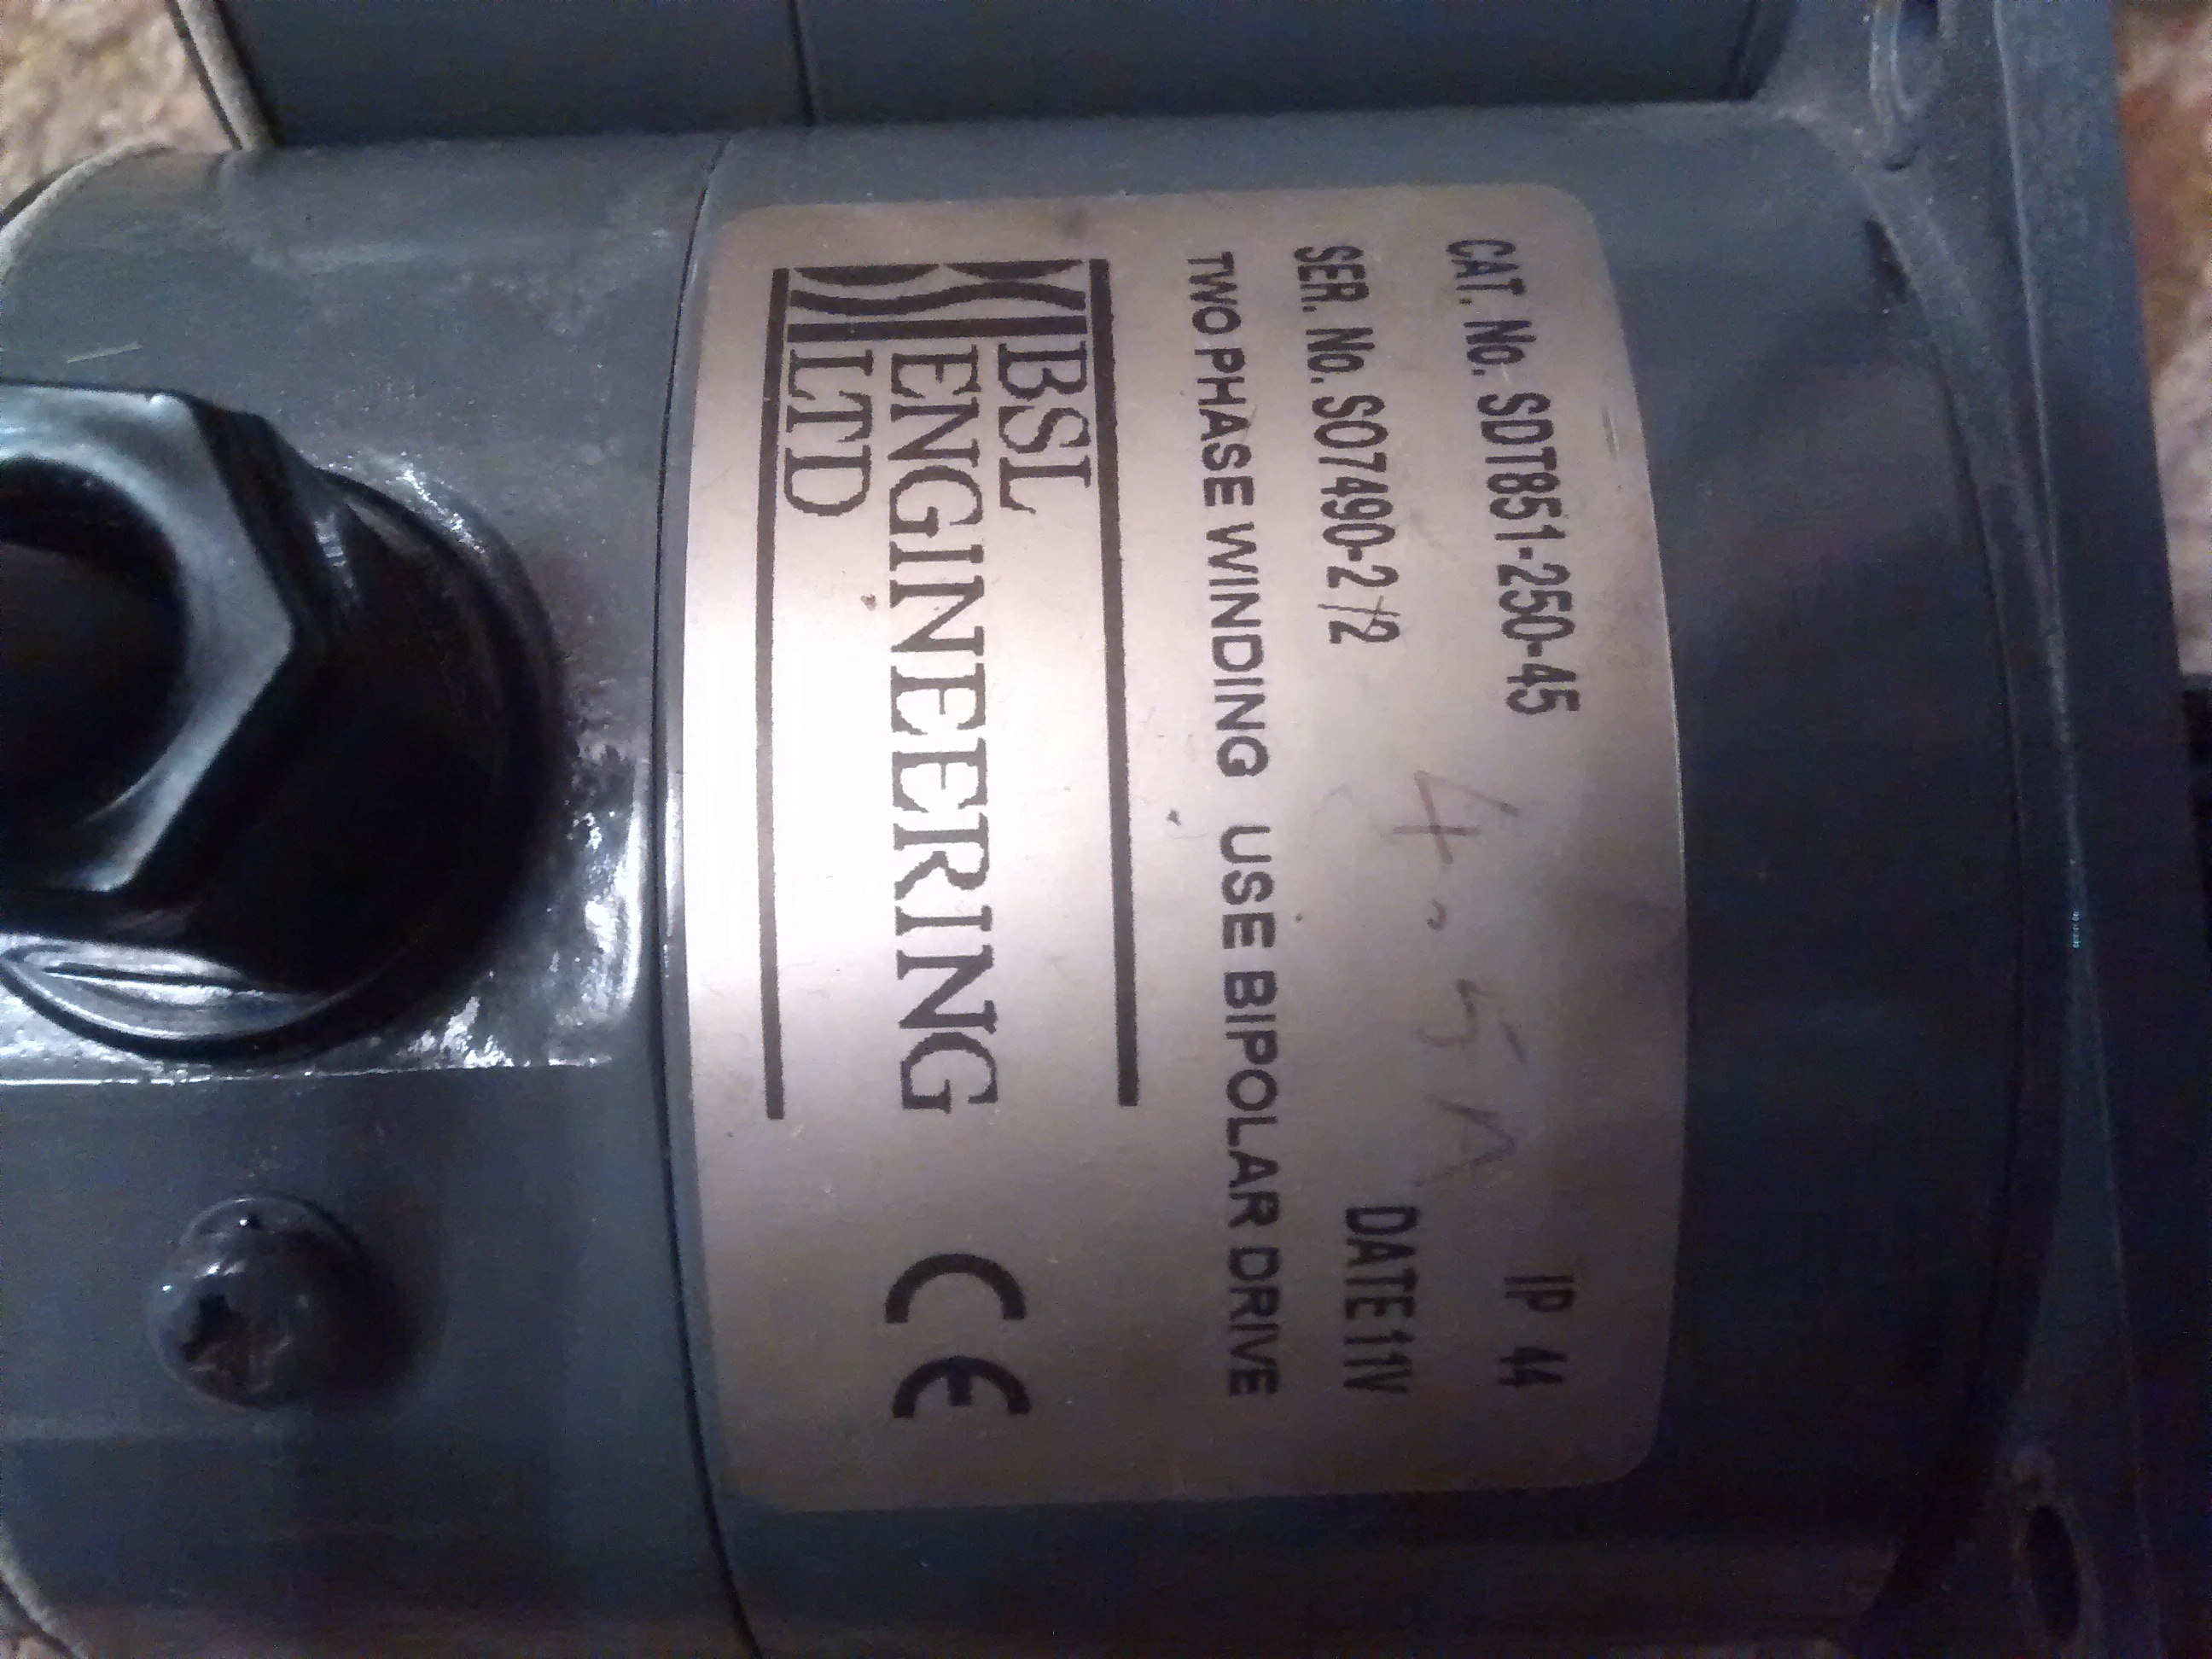 CAT. No. SDT851-250-45
4.5A
IP 44
SER. No. SO7490-2/2
DATE 11V
TWO PHASE WINDING USE BIPOLAR DRIVE
BSL
ENGINEERING
LTD
CE